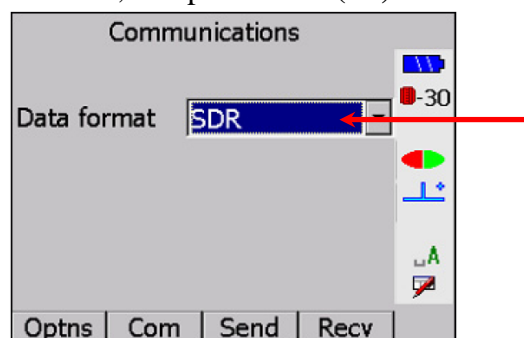 Communications
-30
Data format SDR
A
Optns Com Send Recv